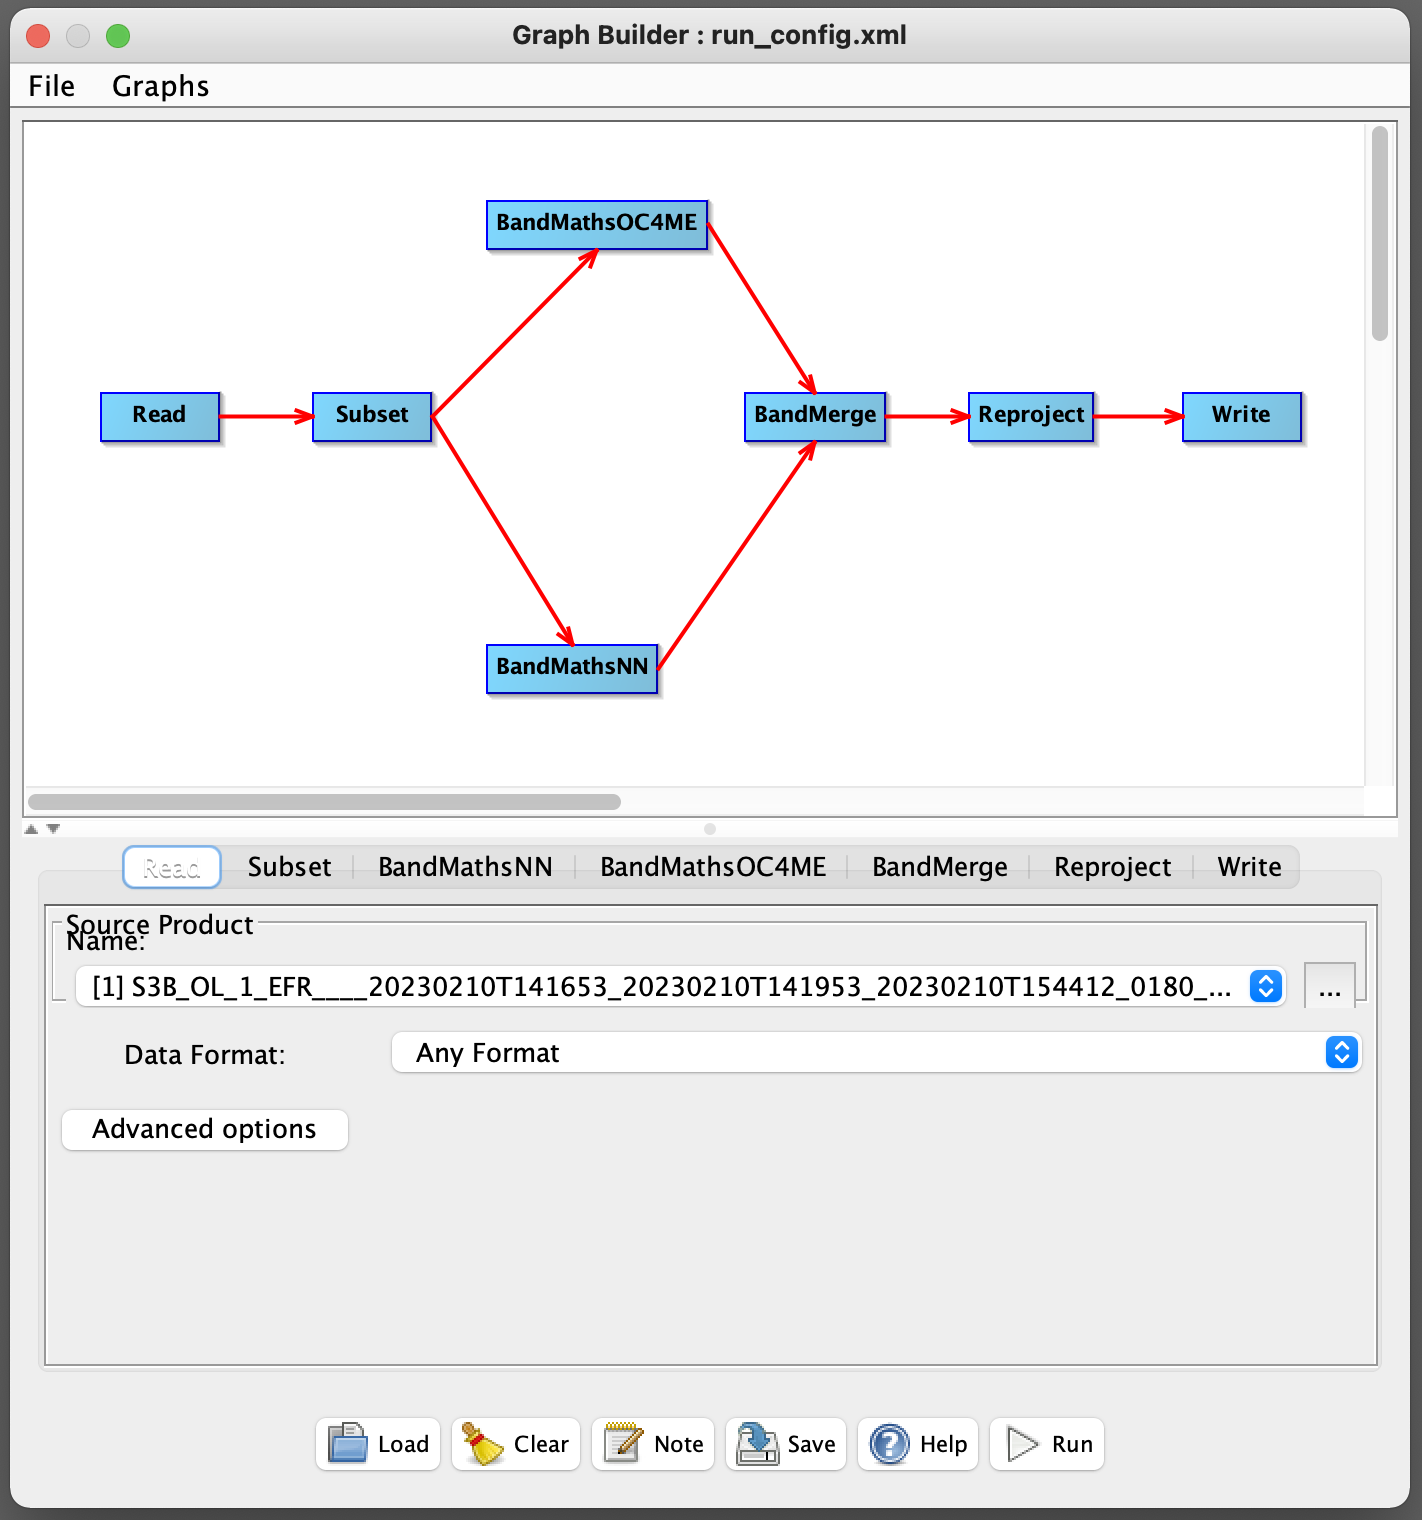 Graph Builder : run_config.xml
File Graphs
BandMathsOC4ME
Read Subset BandMerge Reproject Write
BandMathsNN
Read Subset BandMathsNN BandMathsOC4ME BandMerge Reproject Write
Source Product
Name:
[1] S3B_OL_1_EFR____20230210T141653_20230210T141953_20230210T154412_0180_... ...
Data Format: Any Format
Advanced options
Load Clear Note Save Help Run